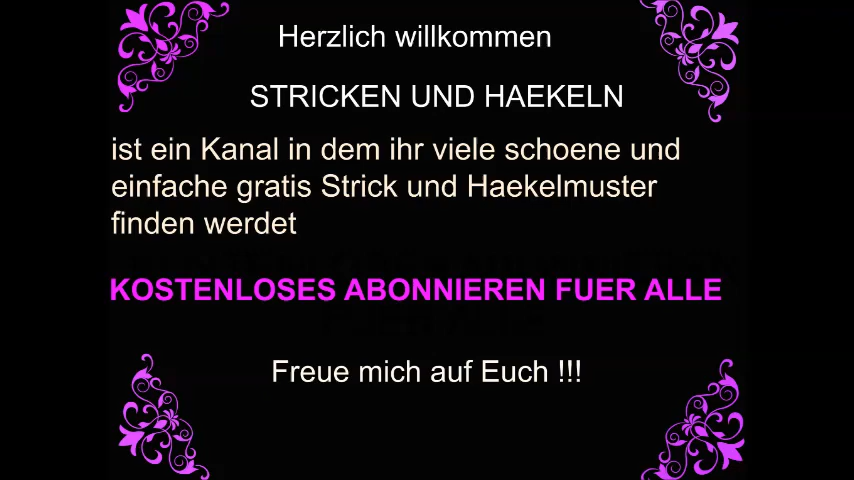 Herzlich willkommen
STRICKEN UND HAEKELN
ist ein Kanal in dem ihr viele schoene und
einfache gratis Strick und Haekelmuster
finden werdet
KOSTENLOSES ABONNIEREN FUER ALLE
Freue mich auf Euch !!!